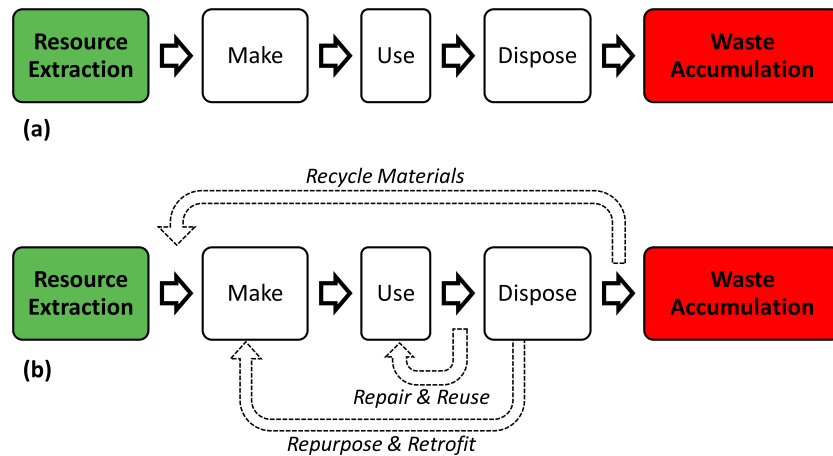 Resource
Extraction
Make
Use
Dispose
Waste
Accumulation
(a)
Recycle Materials
Resource
Extraction
Make
Use
Dispose
Waste
Accumulation
(b)
Repair & Reuse
Repurpose & Retrofit